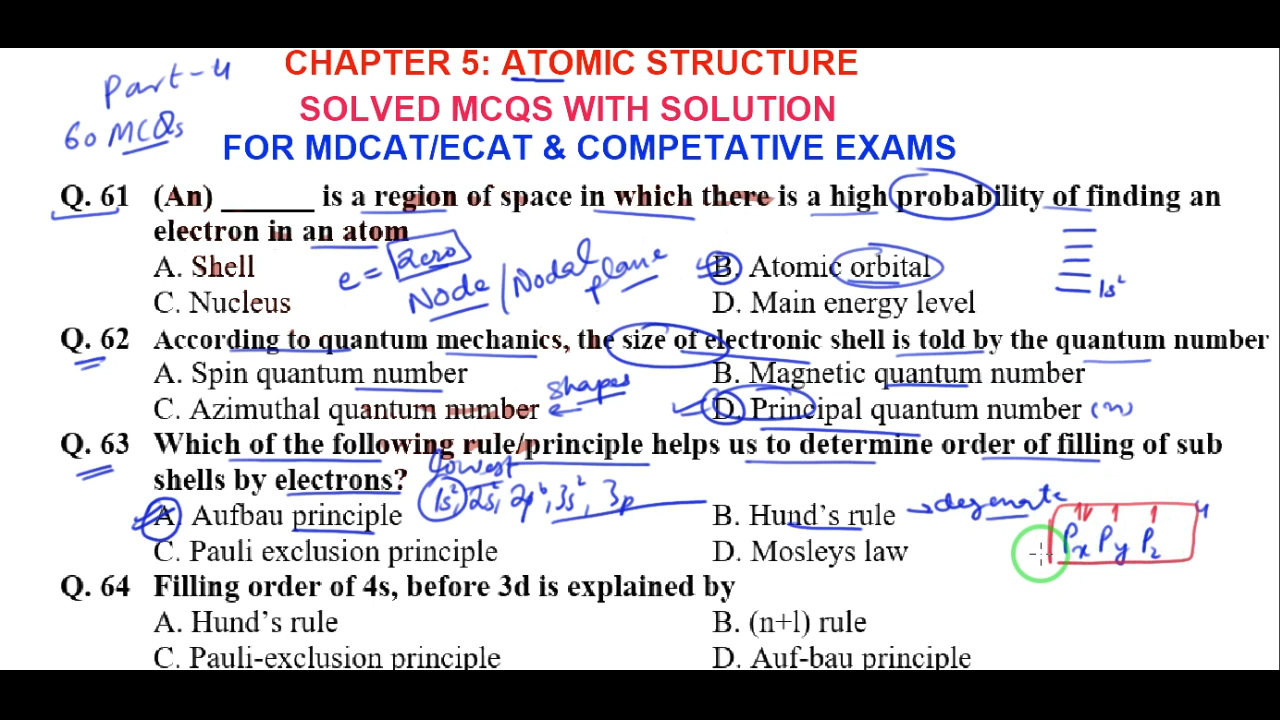 Part-4
60 MCQs
CHAPTER 5: ATOMIC STRUCTURE
SOLVED MCQS WITH SOLUTION
FOR MDCAT/ECAT & COMPETATIVE EXAMS
Q. 61 (An) ______ is a region of space in which there is a high probability of finding an
electron in an atom
A. Shell
B. Atomic orbital
C. Nucleus
D. Main energy level
e = Zero
Node / Nodal
plane
1s²
Q. 62 According to quantum mechanics, the size of electronic shell is told by the quantum number
A. Spin quantum number
B. Magnetic quantum number
C. Azimuthal quantum number
shapes
D. Principal quantum number (n)
Q. 63 Which of the following rule/principle helps us to determine order of filling of sub
shells by electrons?
lowest
1s², 2s², 2p⁶, 3s², 3p
A. Aufbau principle
B. Hund's rule → degenrate
Px Py Pz
C. Pauli exclusion principle
D. Mosleys law
Q. 64 Filling order of 4s, before 3d is explained by
A. Hund's rule
B. (n+l) rule
C. Pauli-exclusion principle
D. Auf-bau principle